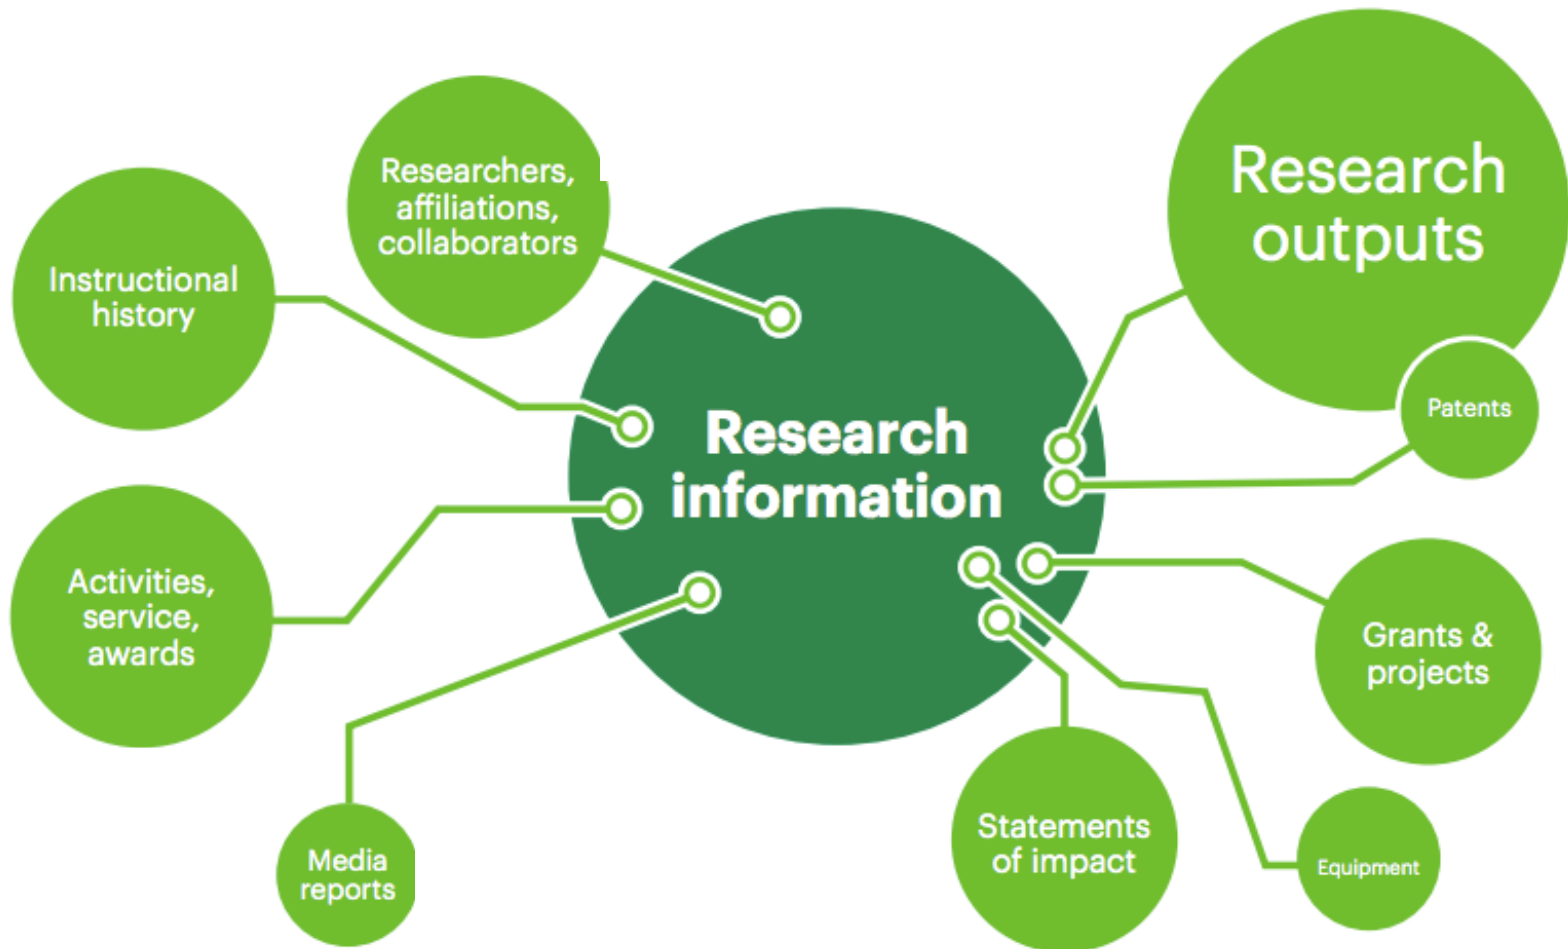 Researchers,
affiliations,
collaborators
Research
outputs
Instructional
history
Patents
Research
information
Activities,
service,
awards
Grants &
projects
Media
reports
Statements
of impact
Equipment